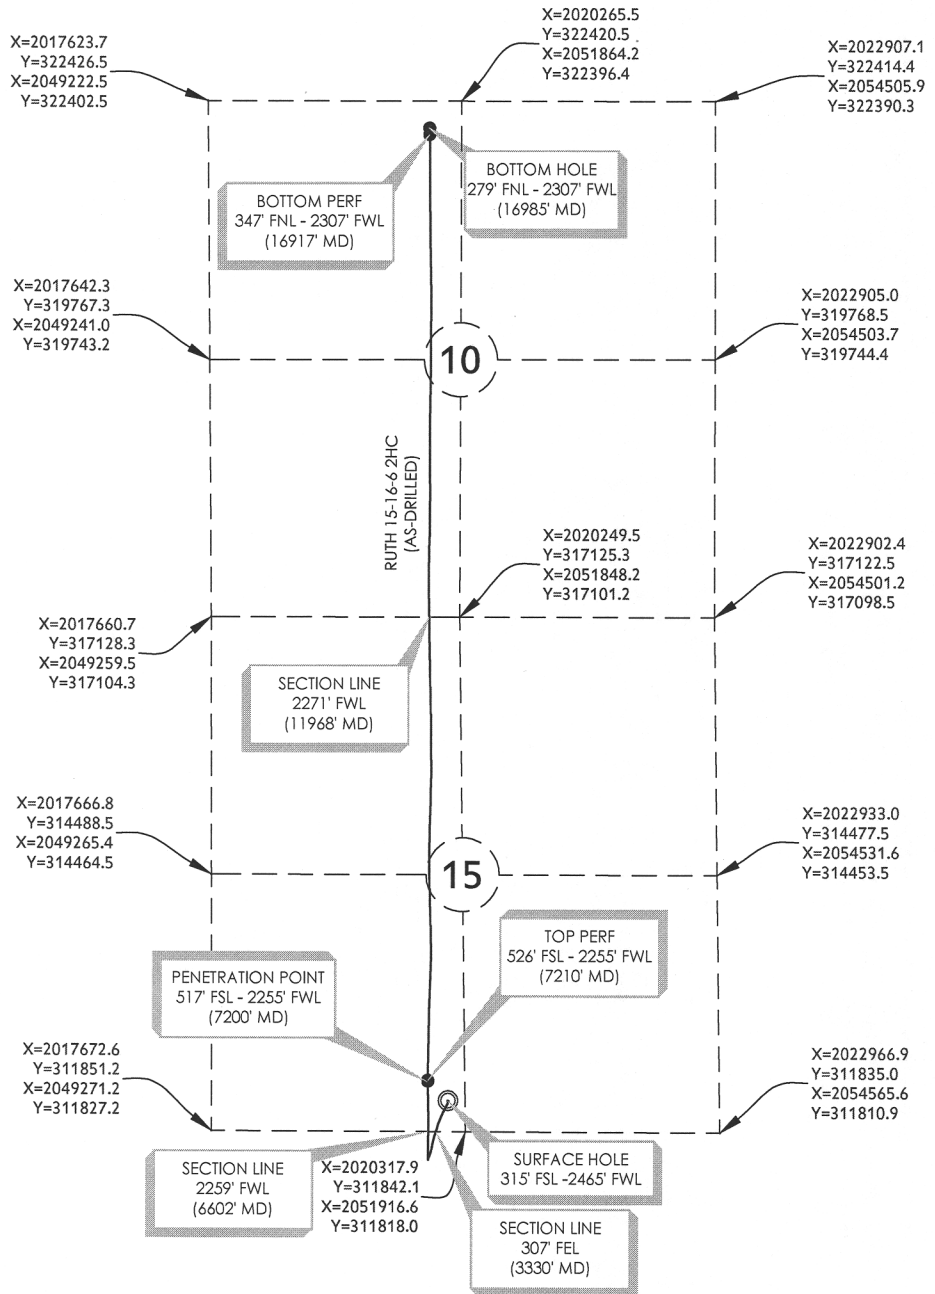 X=2020265.5
Y=322420.5
X=2051864.2
Y=322396.4
X=2017623.7
Y=322426.5
X=2049222.5
Y=322402.5
X=2022907.1
Y=322414.4
X=2054505.9
Y=322390.3
BOTTOM HOLE
279' FNL - 2307' FWL
(16985' MD)
BOTTOM PERF
347' FNL - 2307' FWL
(16917' MD)
X=2017642.3
Y=319767.3
X=2049241.0
Y=319743.2
X=2022905.0
Y=319768.5
X=2054503.7
Y=319744.4
10
RUTH 15-16-6 2HC
(AS-DRILLED)
X=2020249.5
Y=317125.3
X=2051848.2
Y=317101.2
X=2022902.4
Y=317122.5
X=2054501.2
Y=317098.5
X=2017660.7
Y=317128.3
X=2049259.5
Y=317104.3
SECTION LINE
2271' FWL
(11968' MD)
X=2017666.8
Y=314488.5
X=2049265.4
Y=314464.5
X=2022933.0
Y=314477.5
X=2054531.6
Y=314453.5
15
TOP PERF
526' FSL - 2255' FWL
(7210' MD)
PENETRATION POINT
517' FSL - 2255' FWL
(7200' MD)
X=2017672.6
Y=311851.2
X=2049271.2
Y=311827.2
X=2022966.9
Y=311835.0
X=2054565.6
Y=311810.9
SECTION LINE
2259' FWL
(6602' MD)
X=2020317.9
Y=311842.1
X=2051916.6
Y=311818.0
SURFACE HOLE
315' FSL -2465' FWL
SECTION LINE
307' FEL
(3330' MD)